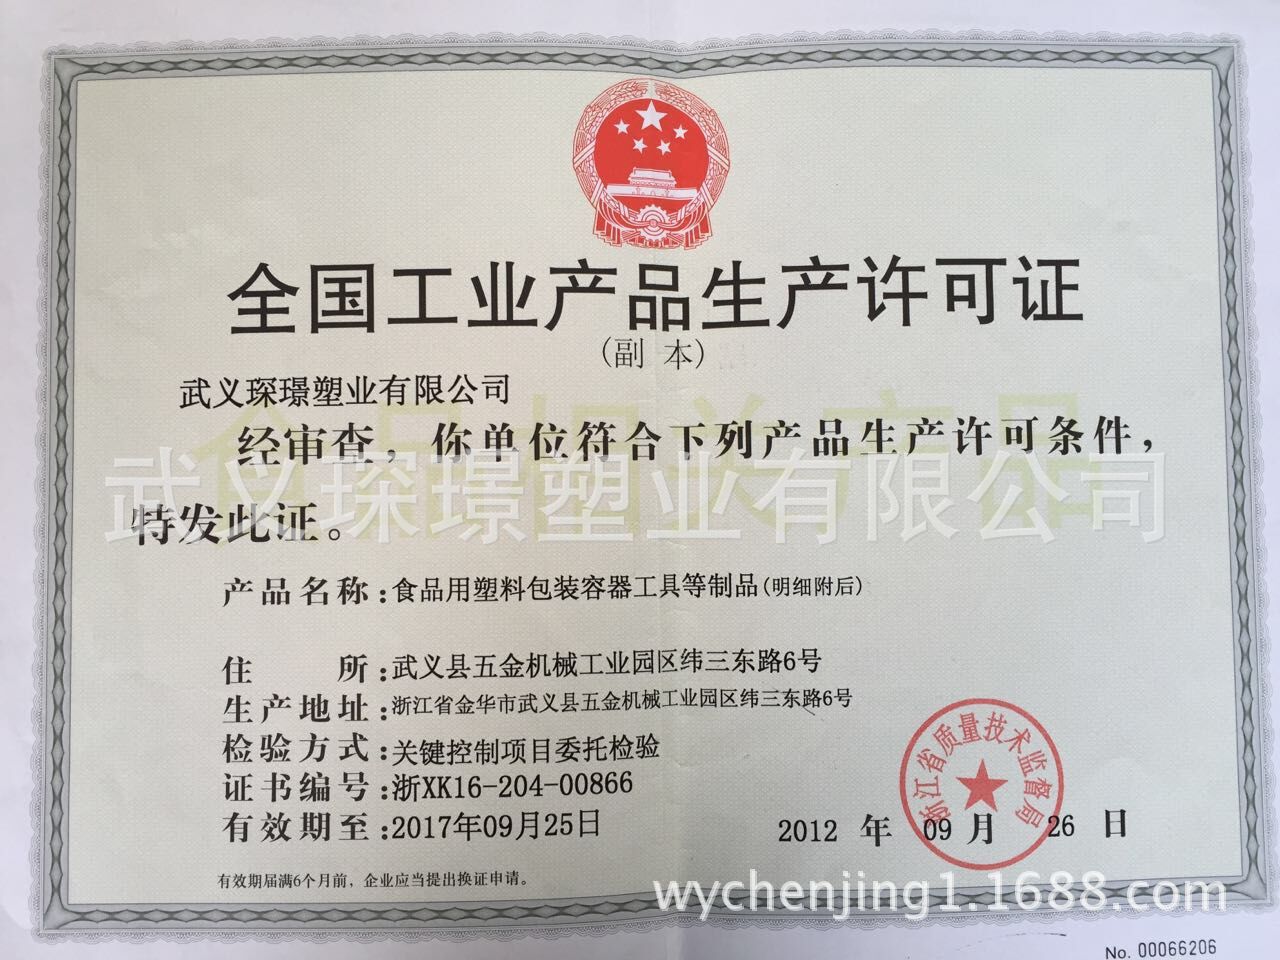 全国工业产品生产许可证
(副 本)
武义琛璟塑业有限公司
食品相关产品
经审查，你单位符合下列产品生产许可条件，
武义琛璟塑业有限公司
特发此证。
产品名称:食品用塑料包装容器工具等制品(明细附后)
住 所:武义县五金机械工业园区纬三东路6号
生产地址:浙江省金华市武义县五金机械工业园区纬三东路6号
检验方式:关键控制项目委托检验
证书编号:浙XK16-204-00866
有效期至:2017年09月25日
浙江省质量技术监督局
2012 年 09 月 26 日
有效期届满6个月前，企业应当提出换证申请。
wychenjing1.1688.com
No. 00066206